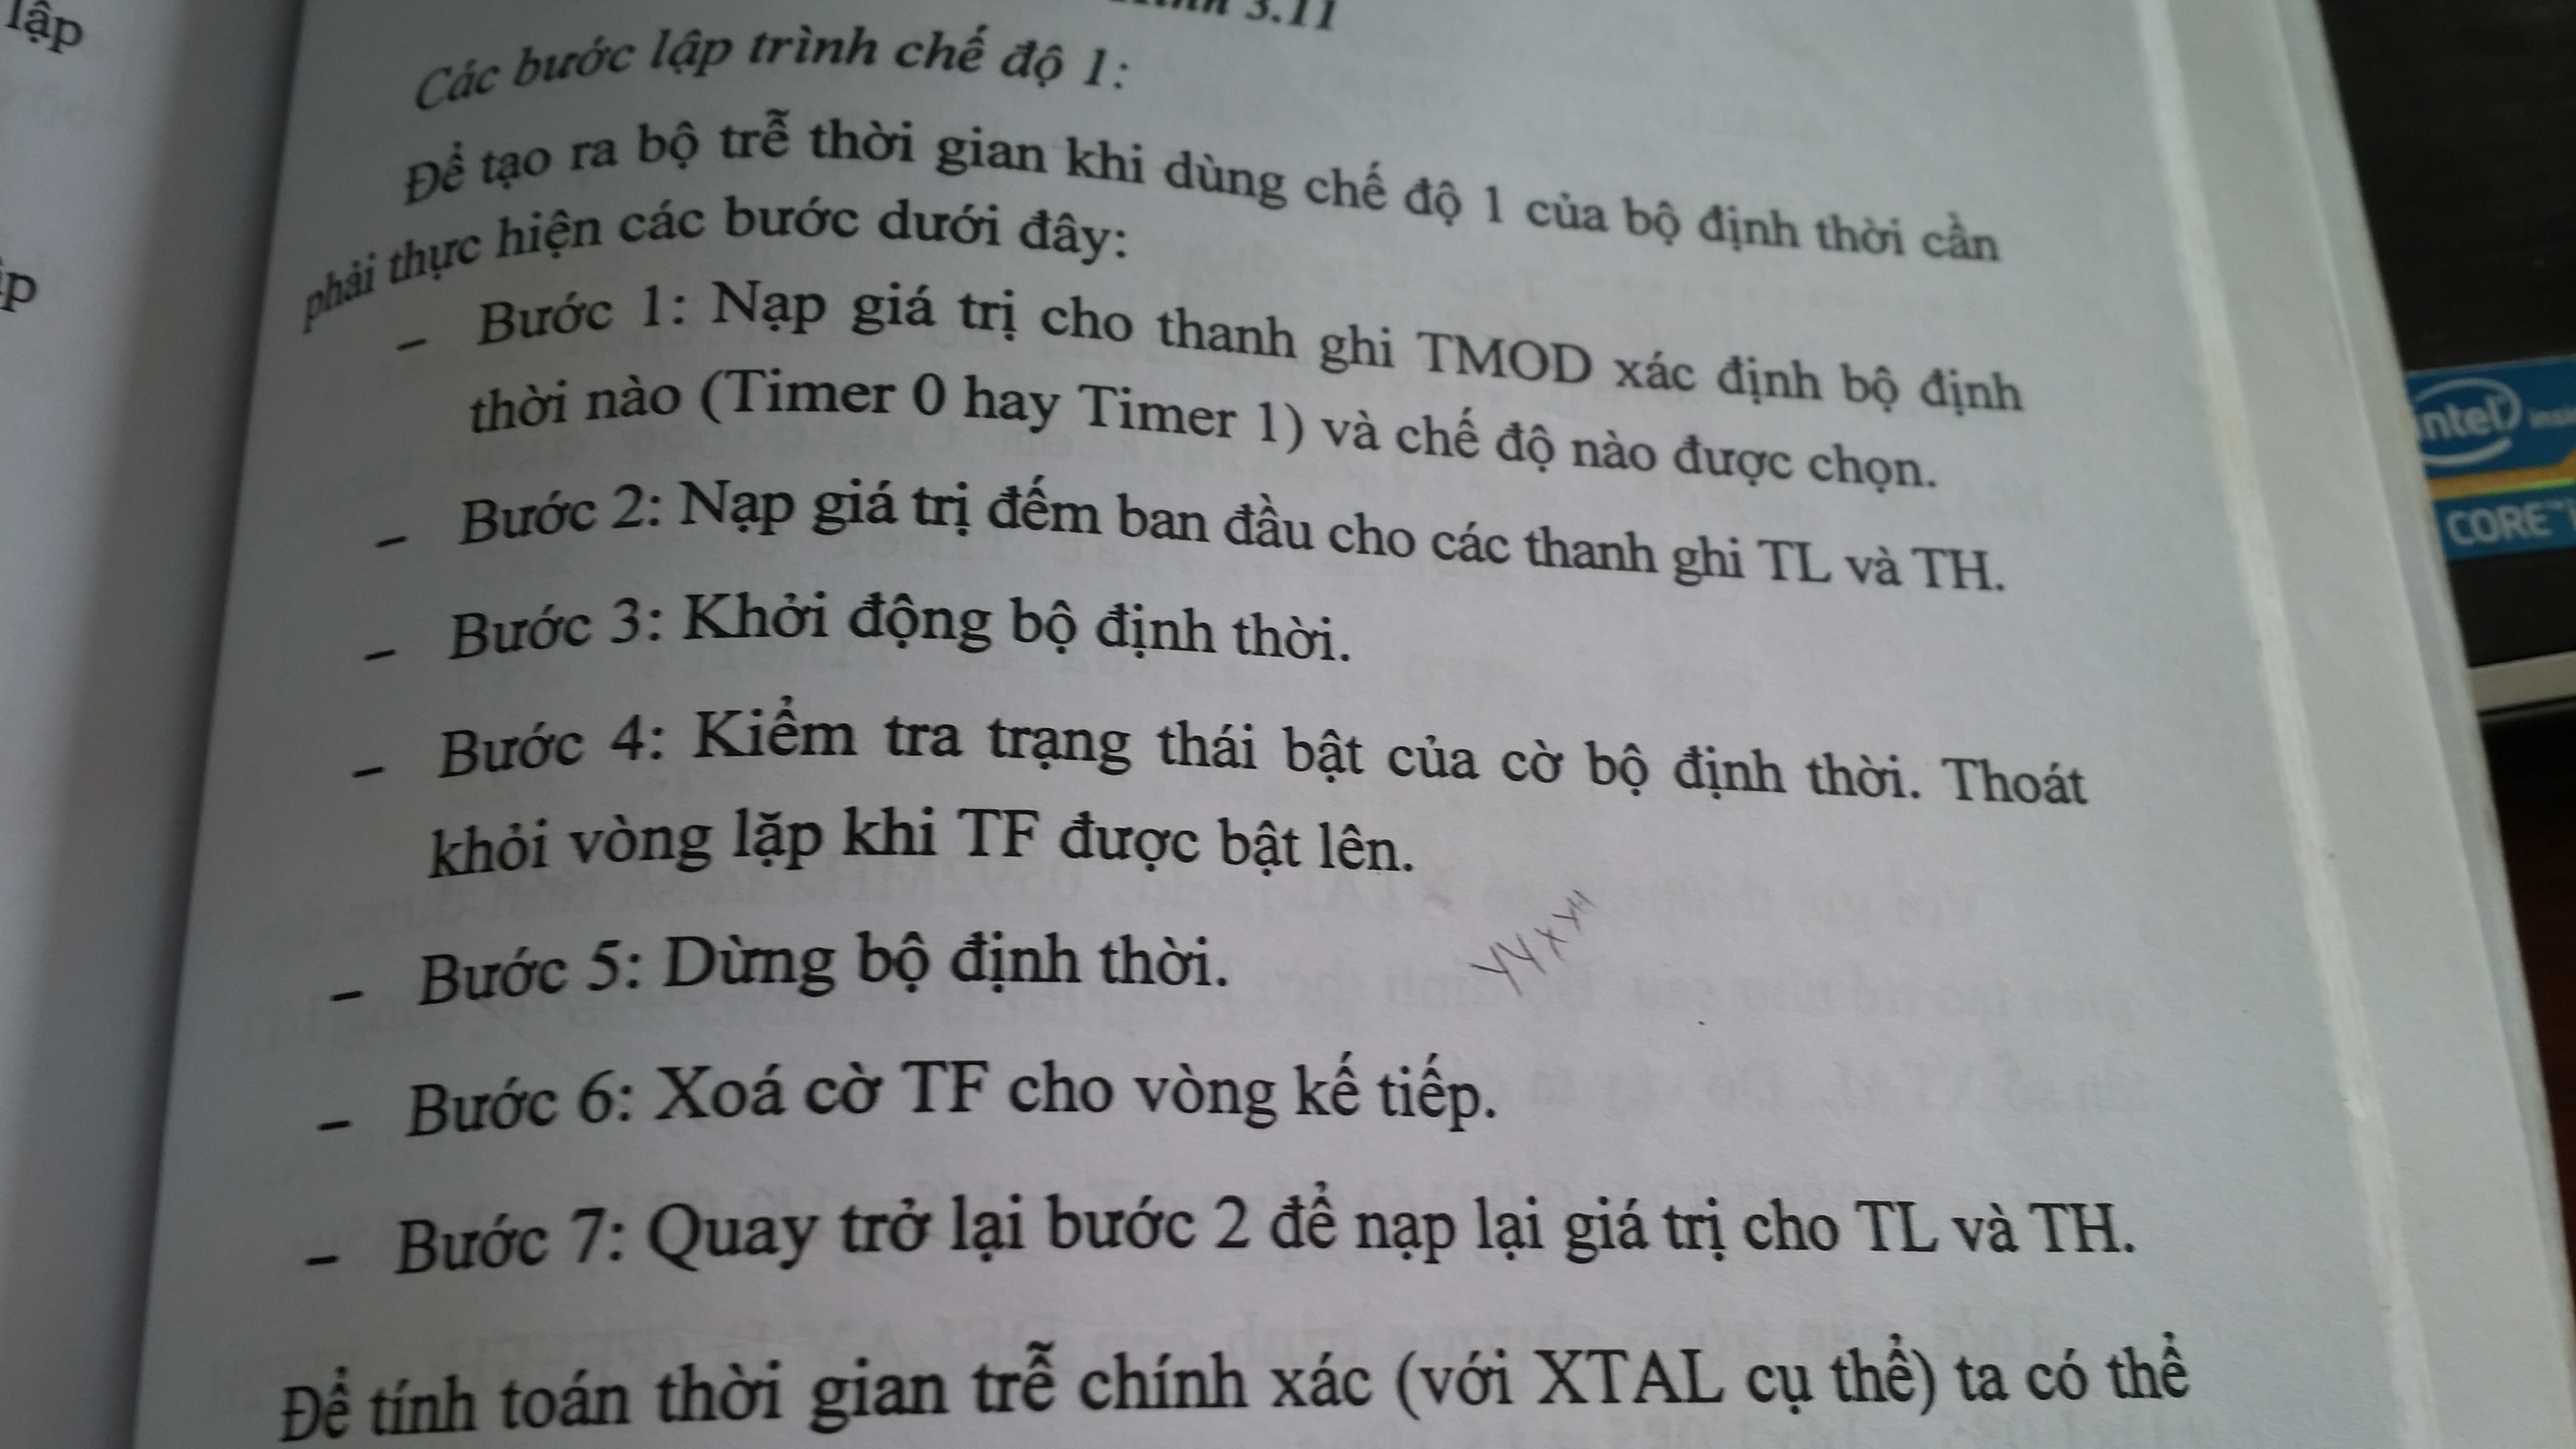 lập
3.11
Các bước lập trình chế độ 1:
Để tạo ra bộ trễ thời gian khi dùng chế độ 1 của bộ định thời cần
phải thực hiện các bước dưới đây:
– Bước 1: Nạp giá trị cho thanh ghi TMOD xác định bộ định
thời nào (Timer 0 hay Timer 1) và chế độ nào được chọn.
– Bước 2: Nạp giá trị đếm ban đầu cho các thanh ghi TL và TH.
– Bước 3: Khởi động bộ định thời.
– Bước 4: Kiểm tra trạng thái bật của cờ bộ định thời. Thoát
khỏi vòng lặp khi TF được bật lên.
– Bước 5: Dừng bộ định thời.
– Bước 6: Xoá cờ TF cho vòng kế tiếp.
– Bước 7: Quay trở lại bước 2 để nạp lại giá trị cho TL và TH.
Để tính toán thời gian trễ chính xác (với XTAL cụ thể) ta có thể
intel
CORE